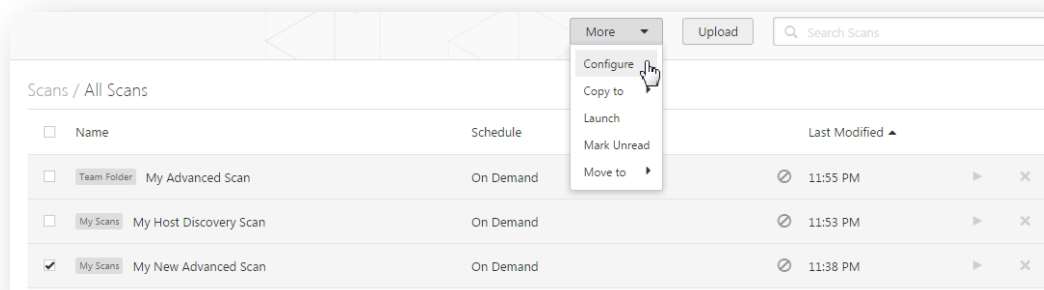 More
Upload
Search Scans
Configure
Copy to
Launch
Mark Unread
Move to
Scans / All Scans
Name Schedule Last Modified
Team Folder My Advanced Scan On Demand 11:55 PM
My Scans My Host Discovery Scan On Demand 11:53 PM
My Scans My New Advanced Scan On Demand 11:38 PM